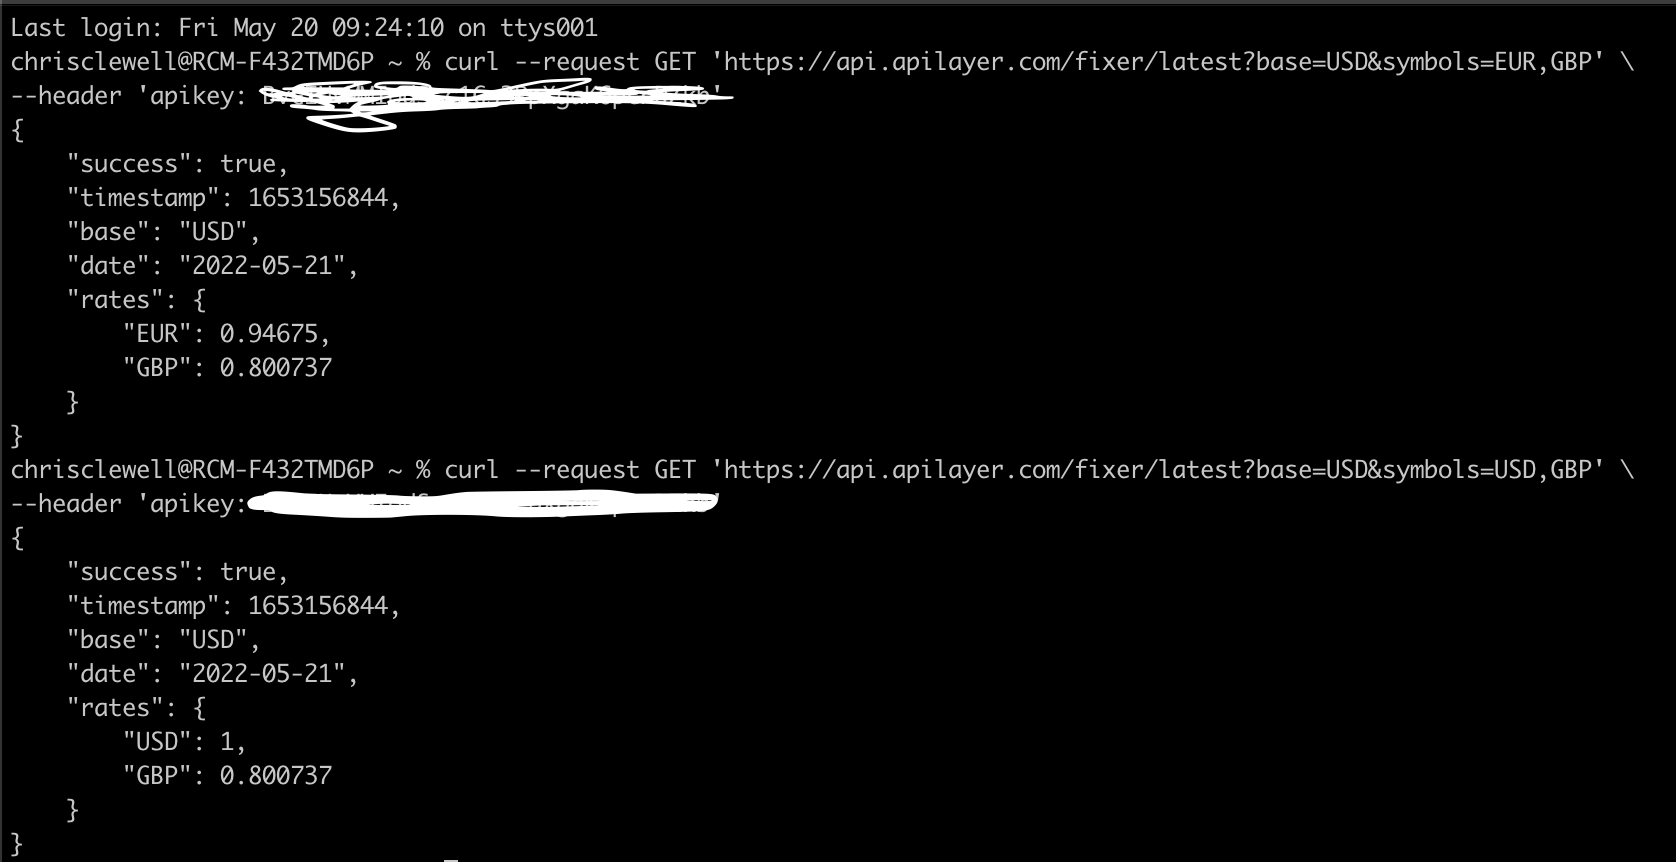 Last login: Fri May 20 09:24:10 on ttys001
chrisclewell@RCM-F432TMD6P ~ % curl --request GET 'https://api.apilayer.com/fixer/latest?base=USD&symbols=EUR,GBP' \
--header 'apikey:
{
    "success": true,
    "timestamp": 1653156844,
    "base": "USD",
    "date": "2022-05-21",
    "rates": {
        "EUR": 0.94675,
        "GBP": 0.800737
    }
}
chrisclewell@RCM-F432TMD6P ~ % curl --request GET 'https://api.apilayer.com/fixer/latest?base=USD&symbols=USD,GBP' \
--header 'apikey:
{
    "success": true,
    "timestamp": 1653156844,
    "base": "USD",
    "date": "2022-05-21",
    "rates": {
        "USD": 1,
        "GBP": 0.800737
    }
}